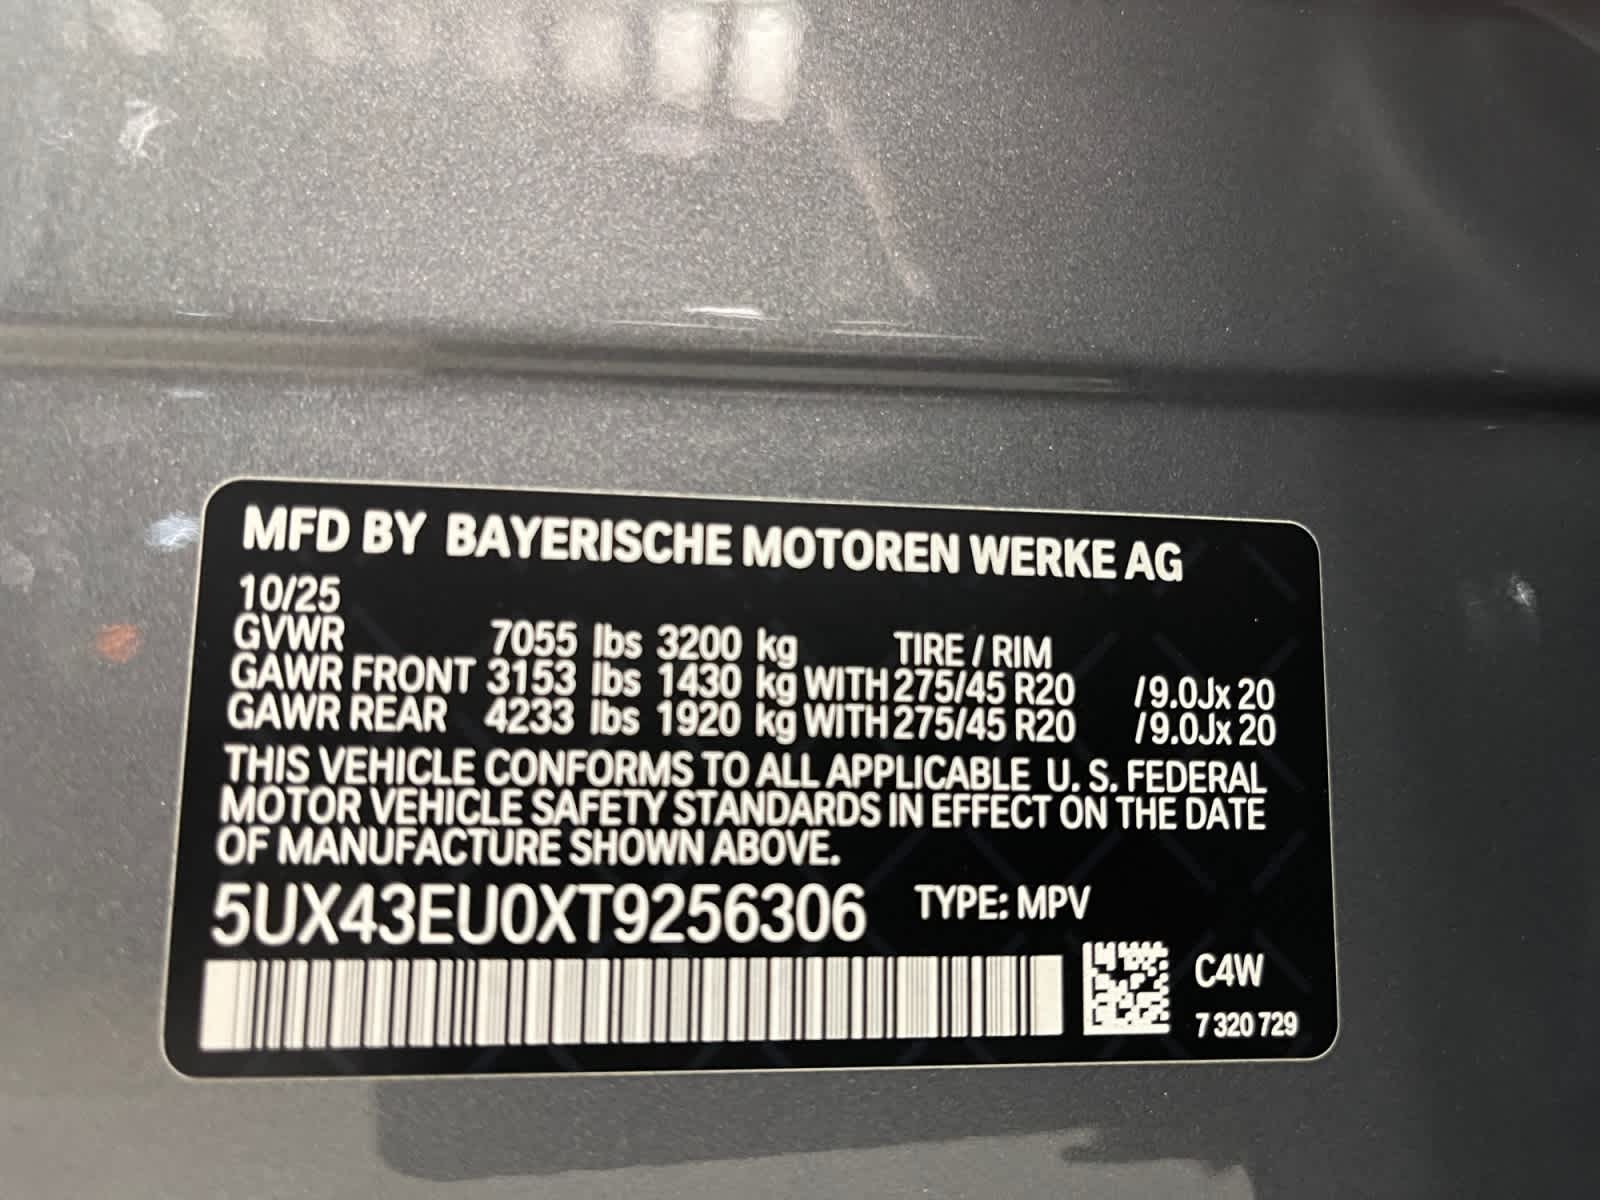 MFD BY BAYERISCHE MOTOREN WERKE AG
10/25
GVWR 7055 lbs 3200 kg TIRE / RIM
GAWR FRONT 3153 lbs 1430 kg WITH 275/45 R20 /9.0Jx 20
GAWR REAR 4233 lbs 1920 kg WITH 275/45 R20 /9.0Jx 20
THIS VEHICLE CONFORMS TO ALL APPLICABLE U. S. FEDERAL
MOTOR VEHICLE SAFETY STANDARDS IN EFFECT ON THE DATE
OF MANUFACTURE SHOWN ABOVE.
5UX43EU0XT9256306 TYPE: MPV
C4W
7 320 729